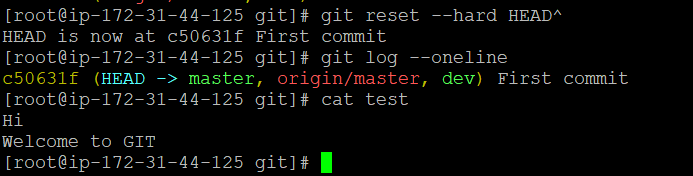 [root@ip-172-31-44-125 git]# git reset --hard HEAD^
HEAD is now at c50631f First commit
[root@ip-172-31-44-125 git]# git log --oneline
c50631f (HEAD -> master, origin/master, dev) First commit
[root@ip-172-31-44-125 git]# cat test
Hi
Welcome to GIT
[root@ip-172-31-44-125 git]#